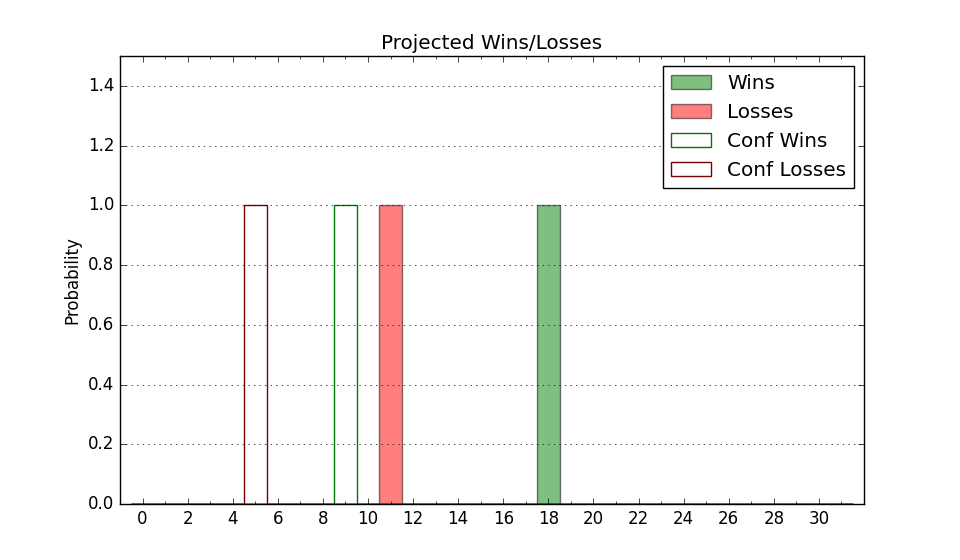 Projected Wins/Losses
Wins
Losses
Conf Wins
Conf Losses
Probability
1.4
1.2
1.0
0.8
0.6
0.4
0.2
0.0
0 2 4 6 8 10 12 14 16 18 20 22 24 26 28 30